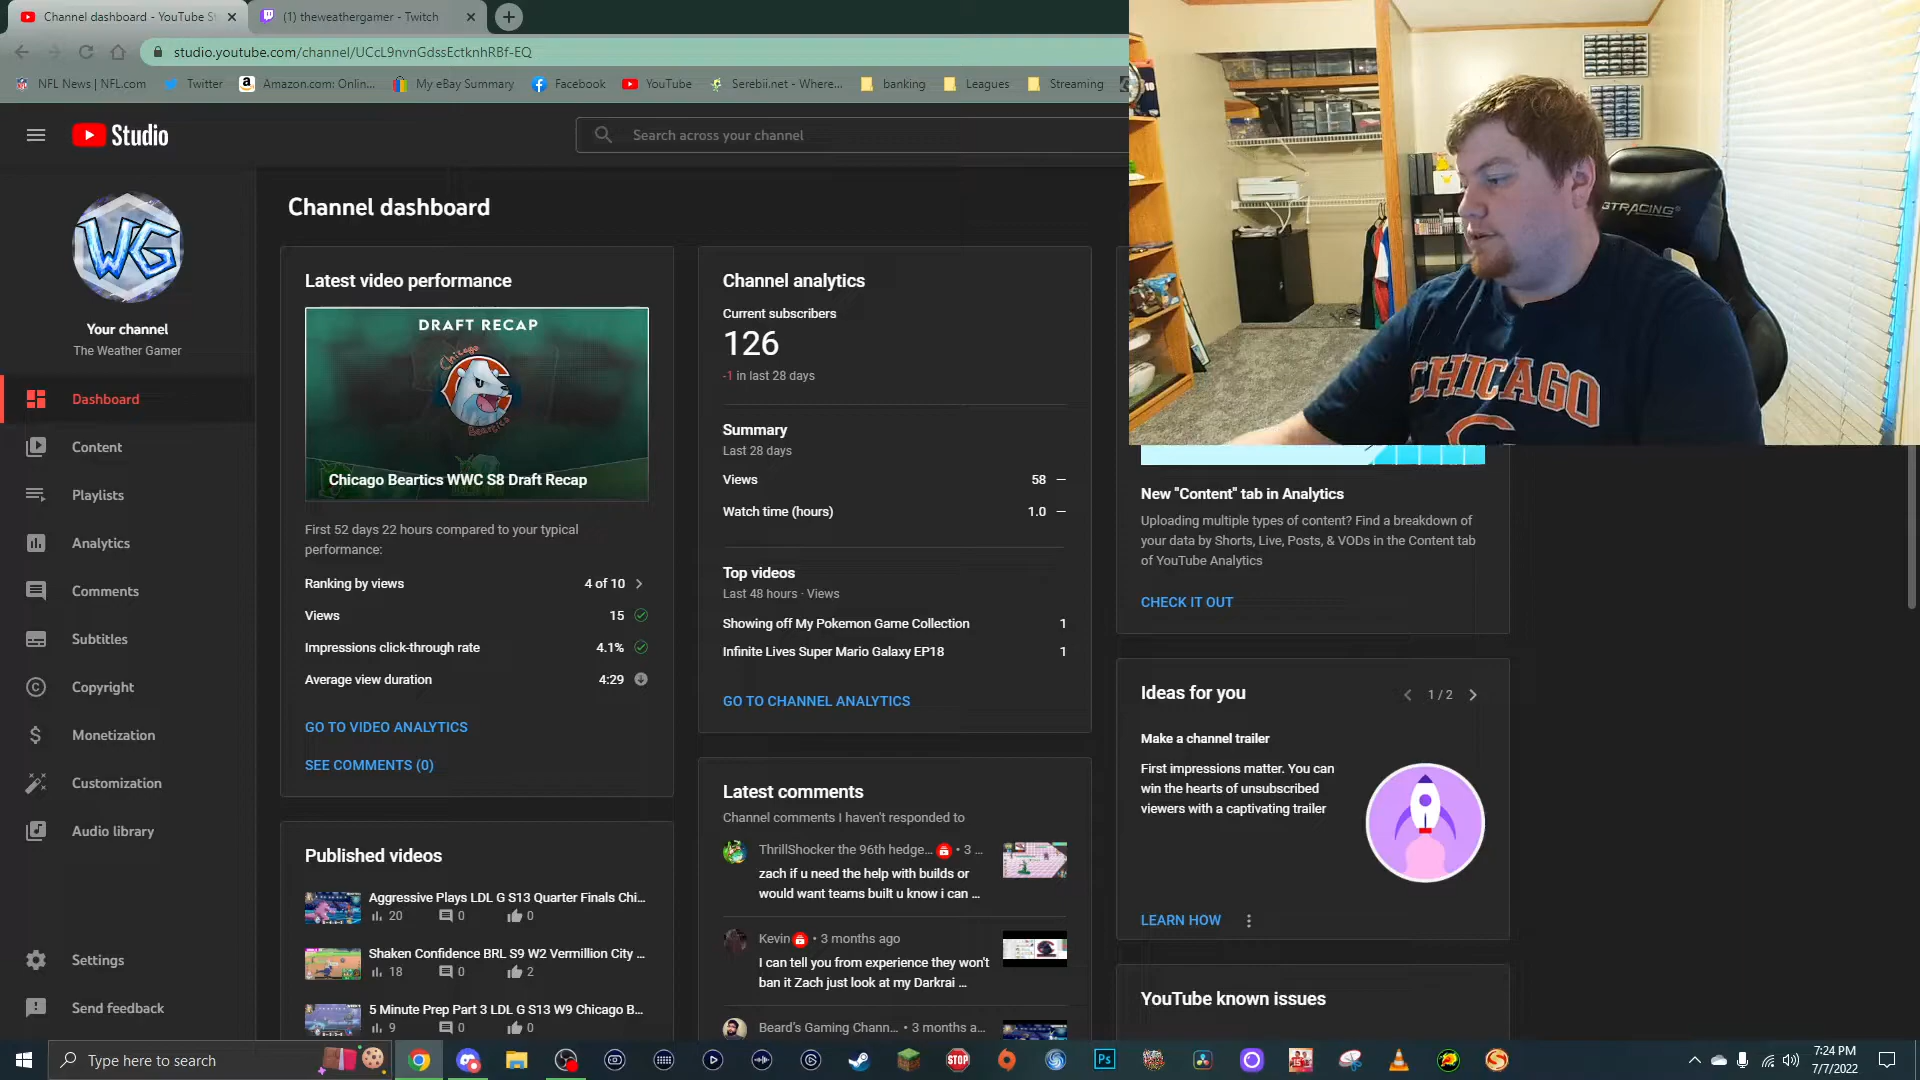 Channel dashboard - YouTube St
(1) theweathergamer - Twitch
studio.youtube.com/channel/UCcL9nvnGdssEctknhRBf-EQ
NFL News | NFL.com
Twitter
Amazon.com: Onlin...
My eBay Summary
Facebook
YouTube
Serebii.net - Where...
banking
Leagues
Streaming
Studio
Search across your channel
WG
Your channel
The Weather Gamer
Dashboard
Content
Playlists
Analytics
Comments
Subtitles
Copyright
Monetization
Customization
Audio library
Settings
Send feedback
Channel dashboard
Latest video performance
DRAFT RECAP
Chicago
Beartics
Chicago Beartics WWC S8 Draft Recap
First 52 days 22 hours compared to your typical
performance:
Ranking by views 4 of 10
Views 15
Impressions click-through rate 4.1%
Average view duration 4:29
GO TO VIDEO ANALYTICS
SEE COMMENTS (0)
Published videos
Aggressive Plays LDL G S13 Quarter Finals Chi...
20 0 0
Shaken Confidence BRL S9 W2 Vermillion City ...
18 0 2
5 Minute Prep Part 3 LDL G S13 W9 Chicago B...
9 0 0
Channel analytics
Current subscribers
126
-1 in last 28 days
Summary
Last 28 days
Views 58 —
Watch time (hours) 1.0 —
Top videos
Last 48 hours · Views
Showing off My Pokemon Game Collection 1
Infinite Lives Super Mario Galaxy EP18 1
GO TO CHANNEL ANALYTICS
Latest comments
Channel comments I haven't responded to
ThrillShocker the 96th hedge... • 3 ...
zach if u need the help with builds or
would want teams built u know i can ...
Kevin • 3 months ago
I can tell you from experience they won't
ban it Zach just look at my Darkrai ...
Beard's Gaming Chann... • 3 months a...
GTRACING
CHICAGO
C
New "Content" tab in Analytics
Uploading multiple types of content? Find a breakdown of
your data by Shorts, Live, Posts, & VODs in the Content tab
of YouTube Analytics
CHECK IT OUT
Ideas for you
1 / 2
Make a channel trailer
First impressions matter. You can
win the hearts of unsubscribed
viewers with a captivating trailer
LEARN HOW
YouTube known issues
Type here to search
STOP
Ps
7:24 PM
7/7/2022